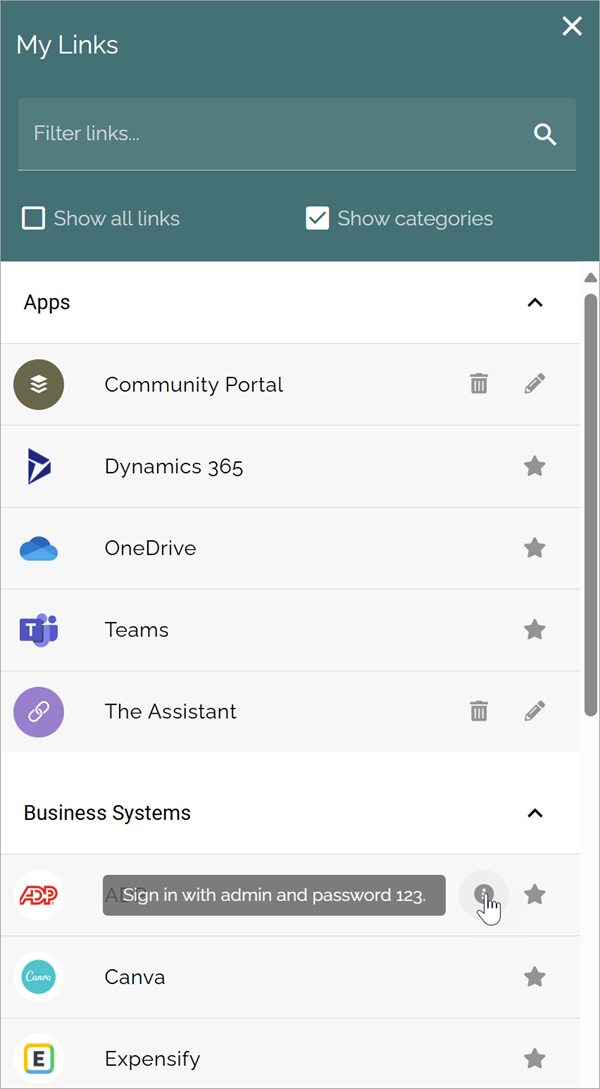 My Links
Filter links...
Show all links
Show categories
Apps
Community Portal
Dynamics 365
OneDrive
T
Teams
The Assistant
Business Systems
ADP
Sign in with admin and password 123.
Canva
Canva
E
Expensify